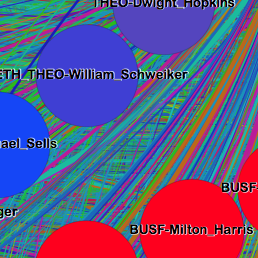 THEO-Dwight_Hopkins
ETH_THEO-William_Schweiker
ael_Sells
BUSF
ger
BUSF-Milton_Harris